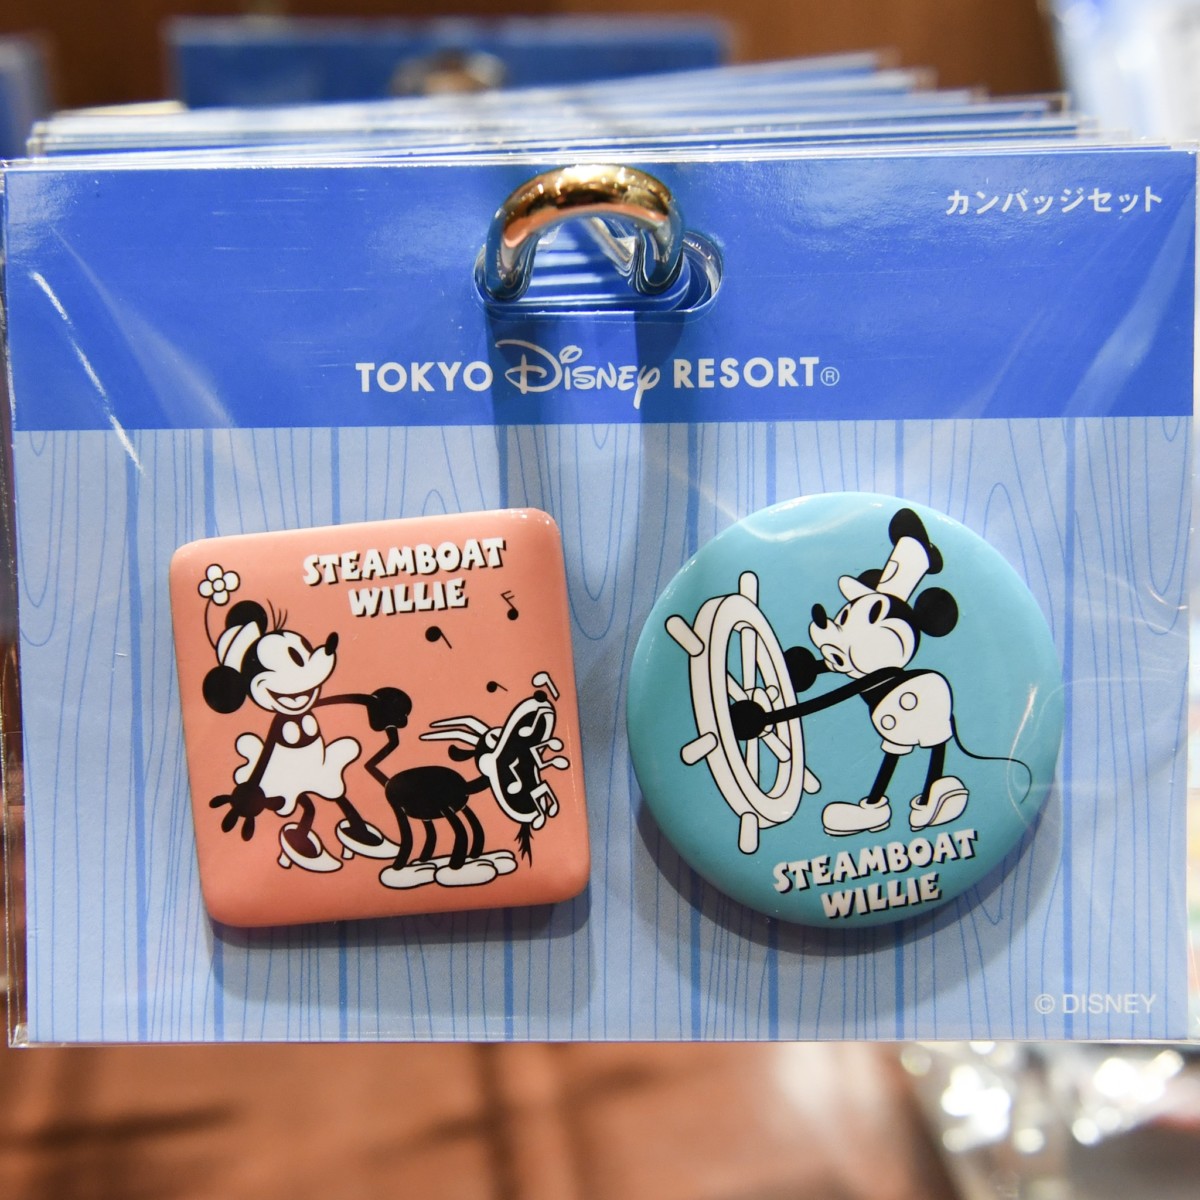 カンバッジセット
TOKYO Disney RESORT®
STEAMBOAT
WILLIE
STEAMBOAT
WILLIE
© DISNEY